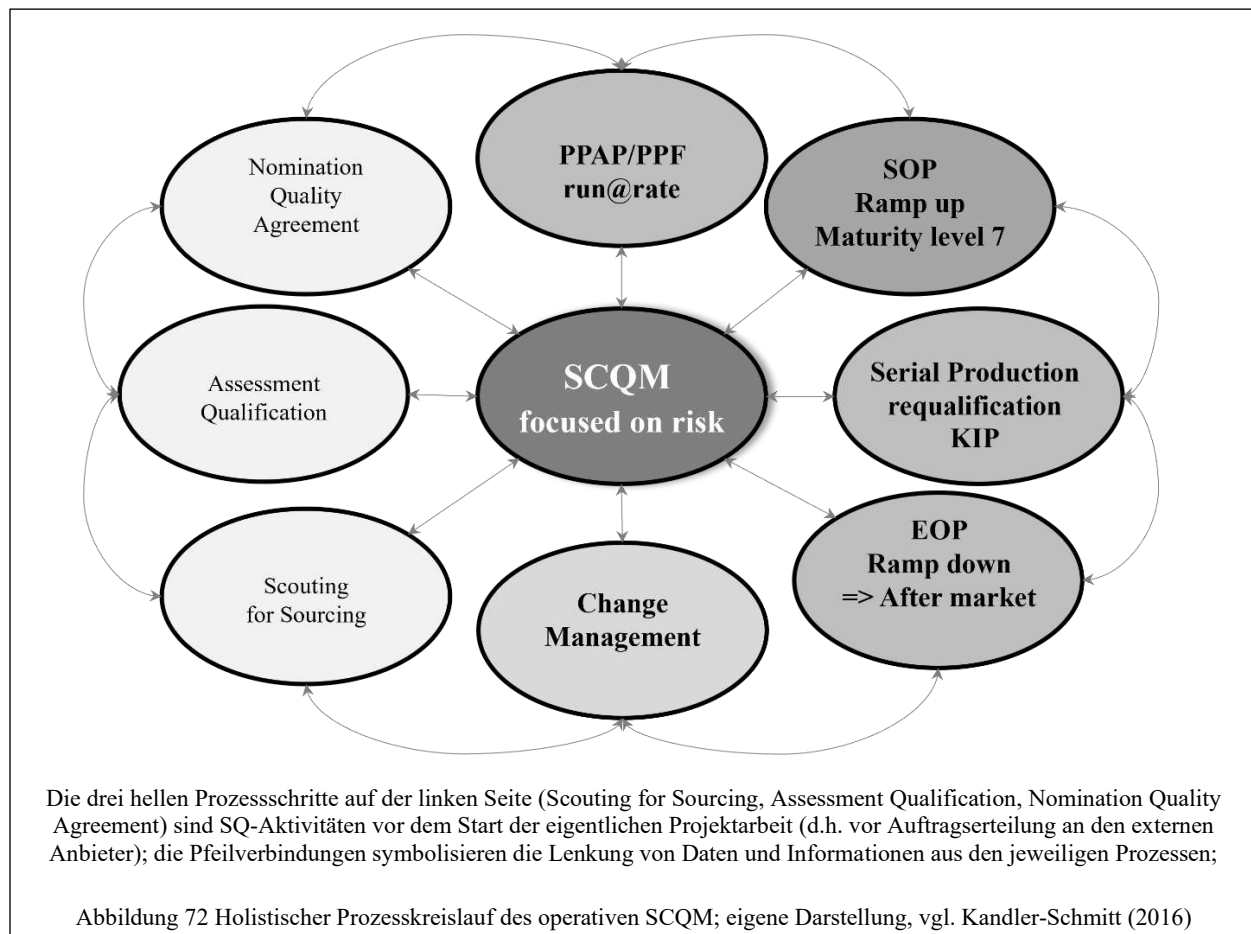 Nomination
Quality
Agreement
PPAP/PPF
run@rate
SOP
Ramp up
Maturity level 7
Assessment
Qualification
SCQM
focused on risk
Serial Production
requalification
KIP
Scouting
for Sourcing
Change
Management
EOP
Ramp down
=> After market
Die drei hellen Prozessschritte auf der linken Seite (Scouting for Sourcing, Assessment Qualification, Nomination Quality
Agreement) sind SQ-Aktivitäten vor dem Start der eigentlichen Projektarbeit (d.h. vor Auftragserteilung an den externen
Anbieter); die Pfeilverbindungen symbolisieren die Lenkung von Daten und Informationen aus den jeweiligen Prozessen;
Abbildung 72 Holistischer Prozesskreislauf des operativen SCQM; eigene Darstellung, vgl. Kandler-Schmitt (2016)